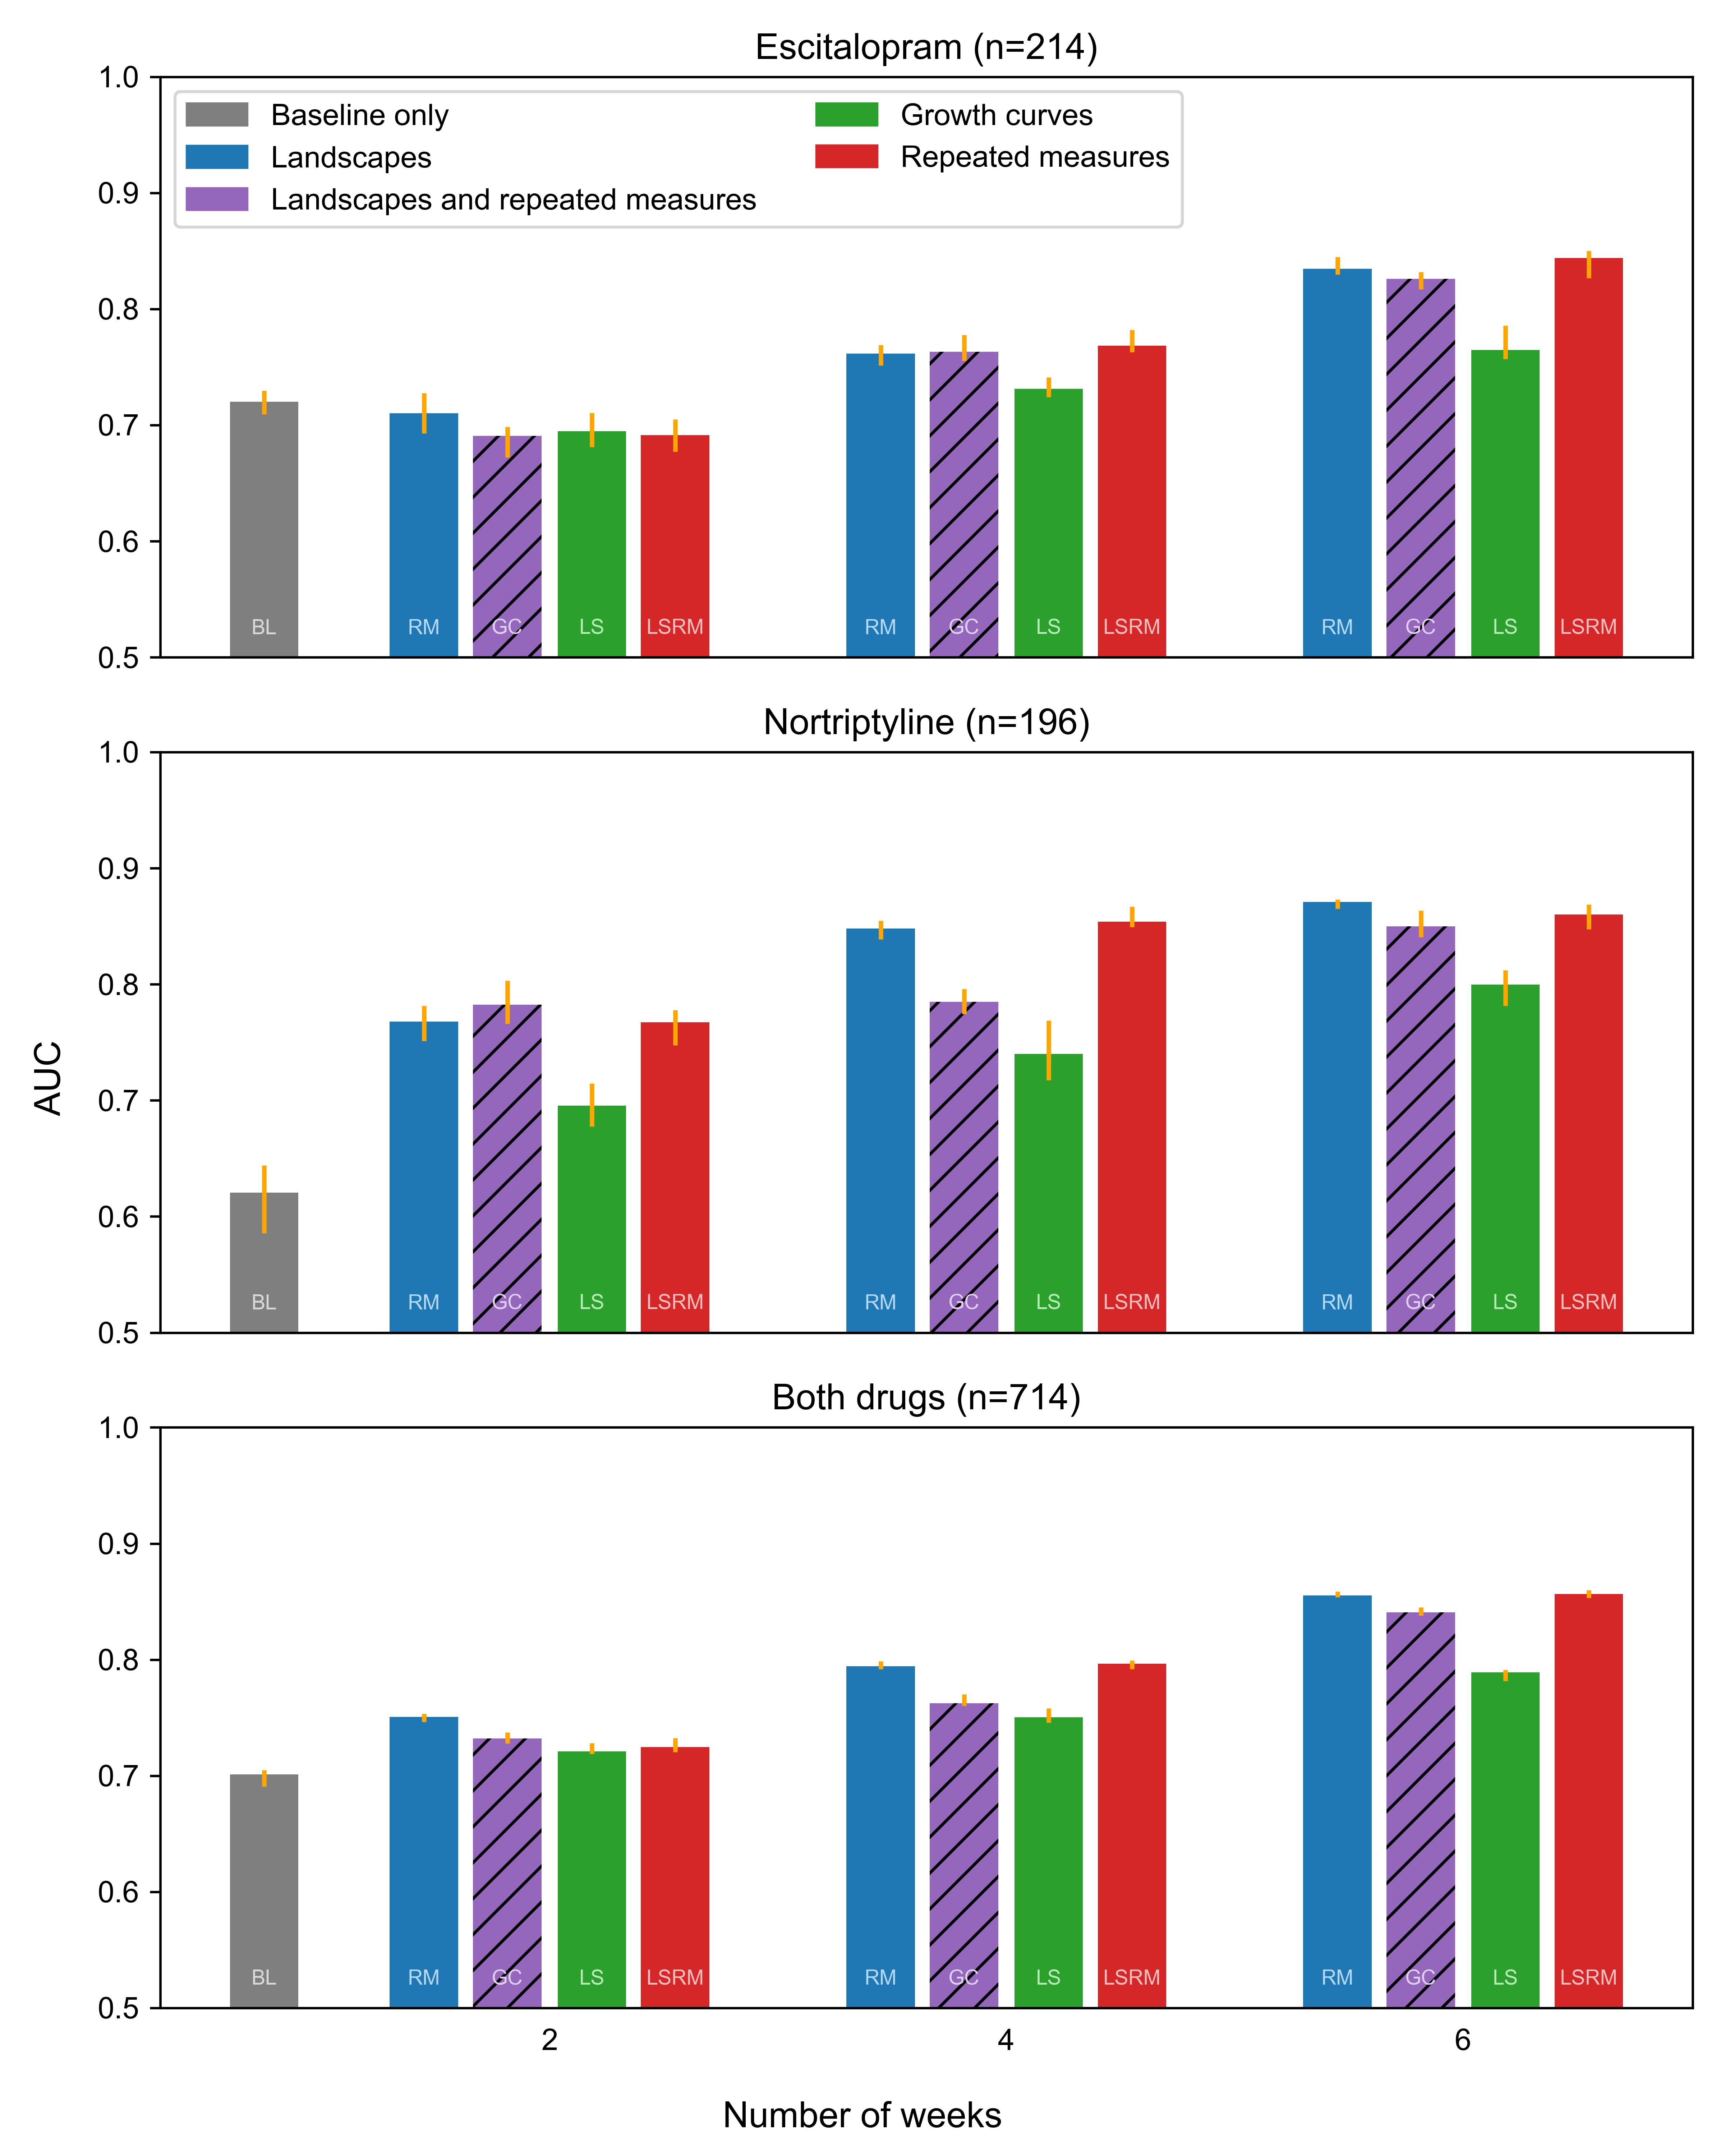 Escitalopram (n=214)
1.0
0.9
0.8
0.7
0.6
0.5
Baseline only
Landscapes
Landscapes and repeated measures
Growth curves
Repeated measures
BL RM GC LS LSRM RM GC LS LSRM RM GC LS LSRM
Nortriptyline (n=196)
1.0
0.9
0.8
0.7
0.6
0.5
BL RM GC LS LSRM RM GC LS LSRM RM GC LS LSRM
AUC
Both drugs (n=714)
1.0
0.9
0.8
0.7
0.6
0.5
BL RM GC LS LSRM RM GC LS LSRM RM GC LS LSRM
2 4 6
Number of weeks